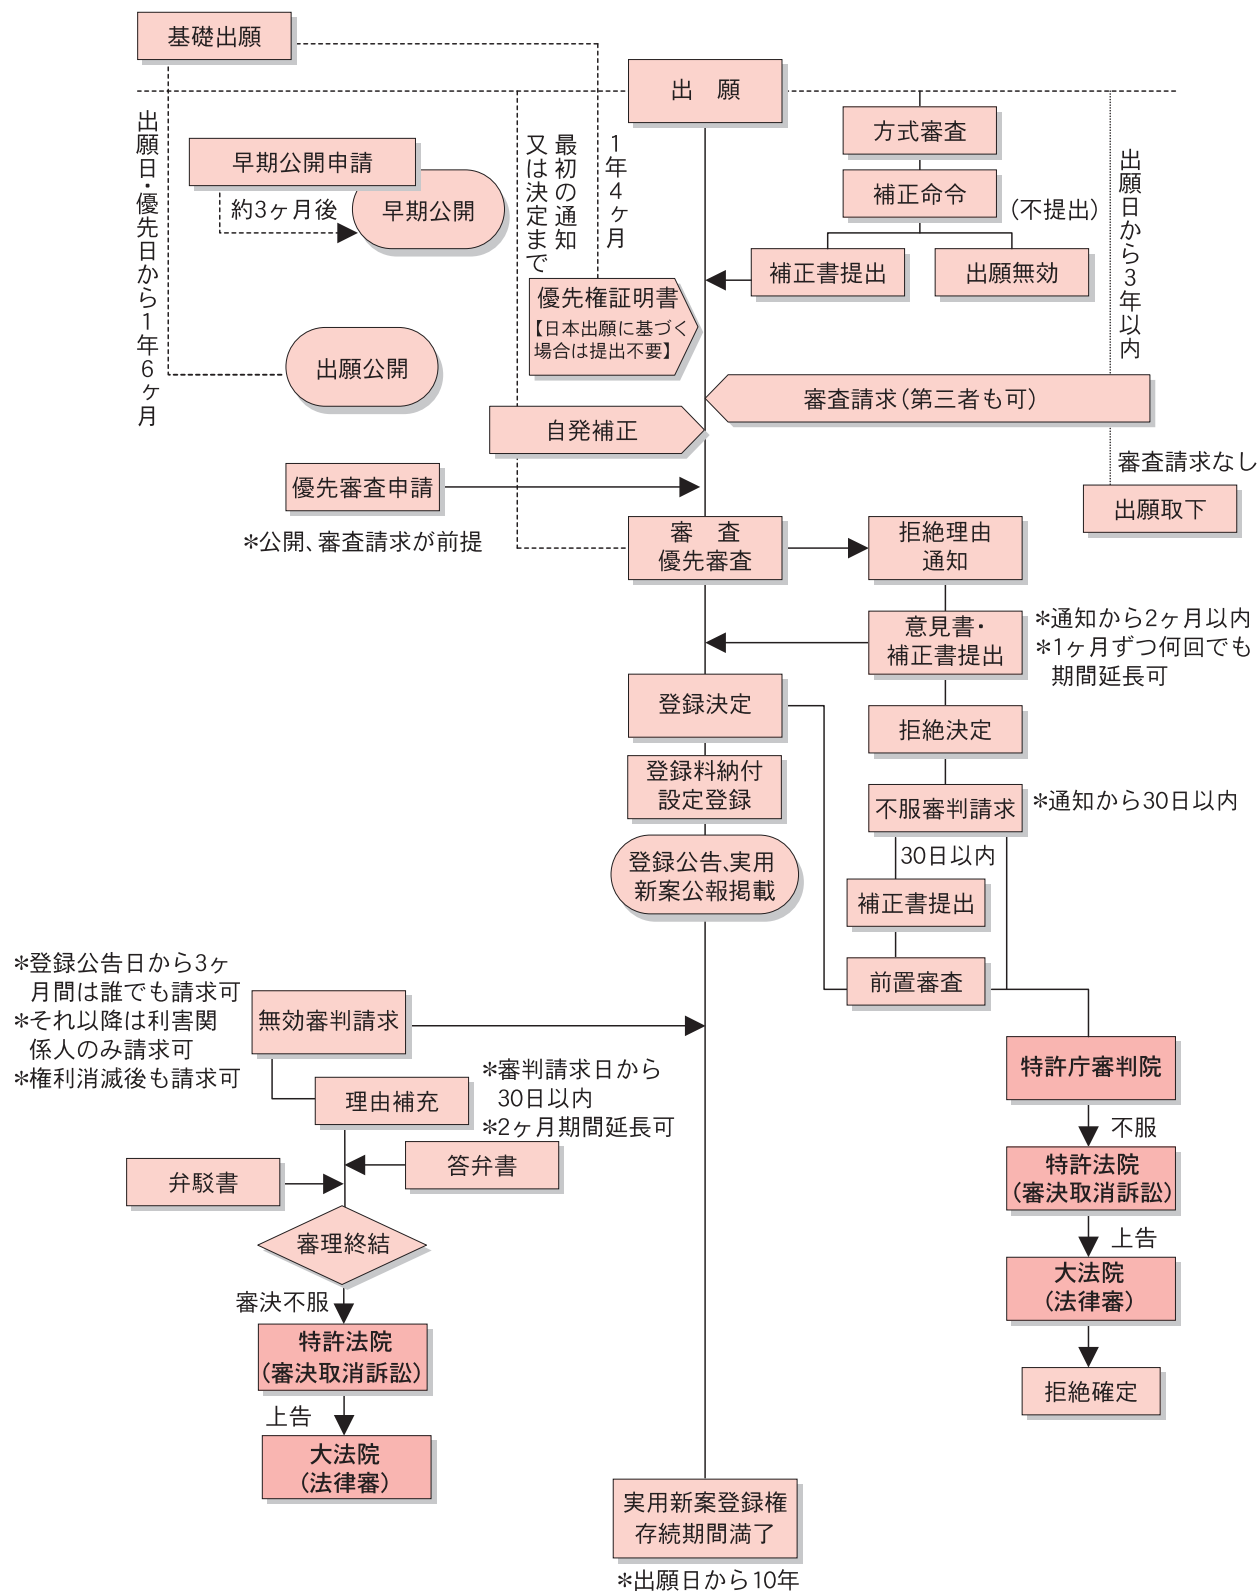 基礎出願
出　願
出願日・優先日から1年6ヶ月
早期公開申請
約3ヶ月後
早期公開
出願公開
最初の通知
又は決定まで
1年4ヶ月
方式審査
補正命令
(不提出)
補正書提出
出願無効
出願日から3年以内
優先権証明書
【日本出願に基づく
場合は提出不要】
審査請求(第三者も可)
自発補正
審査請求なし
出願取下
優先審査申請
*公開、審査請求が前提
審　査
優先審査
拒絶理由
通知
意見書・
補正書提出
*通知から2ヶ月以内
*1ヶ月ずつ何回でも
期間延長可
登録決定
拒絶決定
登録料納付
設定登録
不服審判請求
*通知から30日以内
登録公告、実用
新案公報掲載
30日以内
補正書提出
前置審査
*登録公告日から3ヶ
月間は誰でも請求可
*それ以降は利害関
係人のみ請求可
*権利消滅後も請求可
無効審判請求
理由補充
*審判請求日から
30日以内
*2ヶ月期間延長可
答弁書
弁駁書
審理終結
審決不服
特許法院
(審決取消訴訟)
上告
大法院
(法律審)
特許庁審判院
不服
特許法院
(審決取消訴訟)
上告
大法院
(法律審)
拒絶確定
実用新案登録権
存続期間満了
*出願日から10年